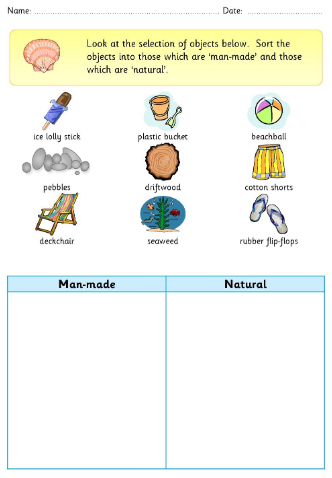 Name: ........................................ Date: ........................
Look at the selection of objects below. Sort the
objects into those which are ‘man-made’ and those
which are ‘natural’.
ice lolly stick plastic bucket beachball
pebbles driftwood cotton shorts
deckchair seaweed rubber flip-flops
Man-made Natural